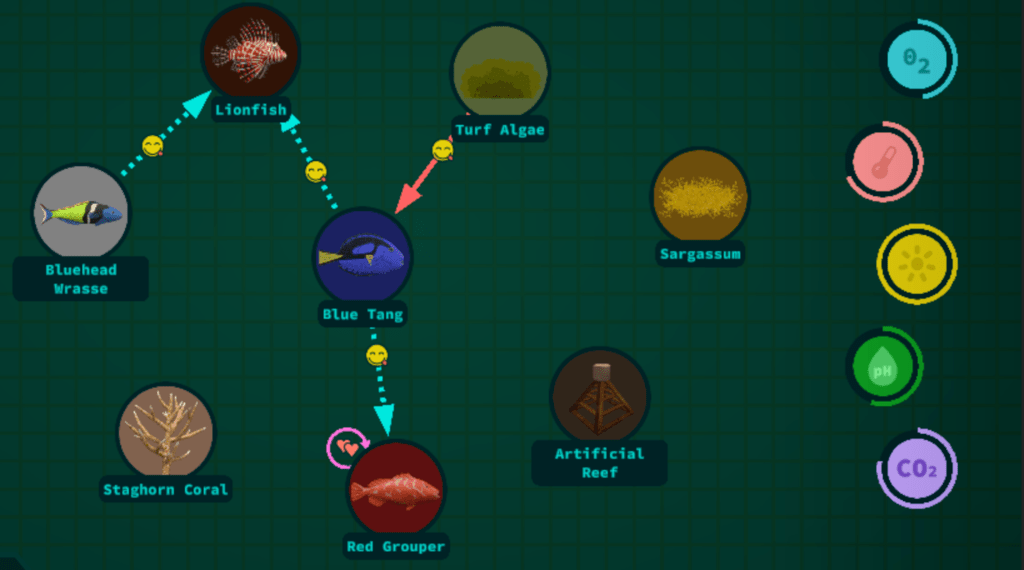 Lionfish
Turf Algae
O₂
Bluehead
Wrasse
Blue Tang
Sargassum
Staghorn Coral
Artificial
Reef
Red Grouper
pH
CO₂